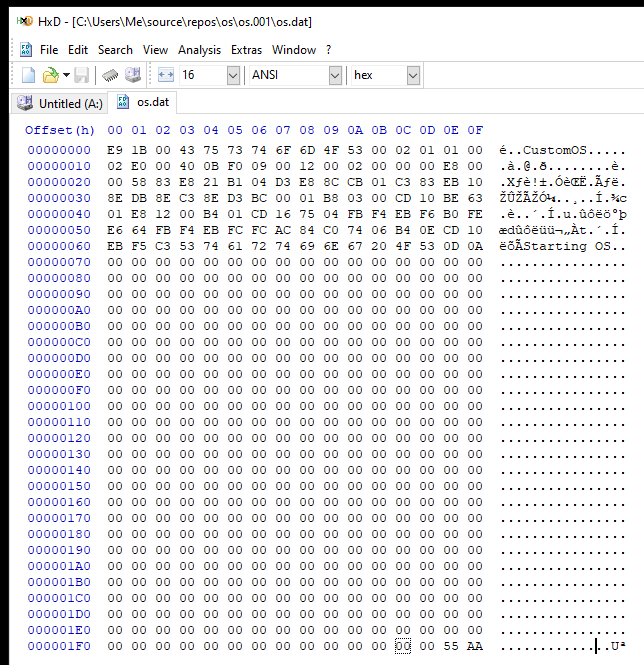 HxD - [C:\Users\Me\source\repos\os\os.001\os.dat]
File Edit Search View Analysis Extras Window ?
16 ANSI hex
Untitled (A:) os.dat
Offset(h) 00 01 02 03 04 05 06 07 08 09 0A 0B 0C 0D 0E 0F
00000000 E9 1B 00 43 75 73 74 6F 6D 4F 53 00 02 01 01 00 é..CustomOS.....
00000010 02 E0 00 40 0B F0 09 00 12 00 02 00 00 00 E8 00 .à.@.ð........è.
00000020 00 58 83 E8 21 B1 04 D3 E8 8C CB 01 C3 83 EB 10 .Xƒè!±.ÓèŒË.Ãƒë.
00000030 8E DB 8E C3 8E D3 BC 00 01 B8 03 00 CD 10 BE 63 ŽÛŽÃŽÓ¼..¸..Í.¾c
00000040 01 E8 12 00 B4 01 CD 16 75 04 FB F4 EB F6 B0 FE .è..´.Í.u.ûôëö°þ
00000050 E6 64 FB F4 EB FC FC AC 84 C0 74 06 B4 0E CD 10 ædûôëüü¬„Àt.´.Í.
00000060 EB F5 C3 53 74 61 72 74 69 6E 67 20 4F 53 0D 0A ëõÃStarting OS..
00000070 00 00 00 00 00 00 00 00 00 00 00 00 00 00 00 00 ................
00000080 00 00 00 00 00 00 00 00 00 00 00 00 00 00 00 00 ................
00000090 00 00 00 00 00 00 00 00 00 00 00 00 00 00 00 00 ................
000000A0 00 00 00 00 00 00 00 00 00 00 00 00 00 00 00 00 ................
000000B0 00 00 00 00 00 00 00 00 00 00 00 00 00 00 00 00 ................
000000C0 00 00 00 00 00 00 00 00 00 00 00 00 00 00 00 00 ................
000000D0 00 00 00 00 00 00 00 00 00 00 00 00 00 00 00 00 ................
000000E0 00 00 00 00 00 00 00 00 00 00 00 00 00 00 00 00 ................
000000F0 00 00 00 00 00 00 00 00 00 00 00 00 00 00 00 00 ................
00000100 00 00 00 00 00 00 00 00 00 00 00 00 00 00 00 00 ................
00000110 00 00 00 00 00 00 00 00 00 00 00 00 00 00 00 00 ................
00000120 00 00 00 00 00 00 00 00 00 00 00 00 00 00 00 00 ................
00000130 00 00 00 00 00 00 00 00 00 00 00 00 00 00 00 00 ................
00000140 00 00 00 00 00 00 00 00 00 00 00 00 00 00 00 00 ................
00000150 00 00 00 00 00 00 00 00 00 00 00 00 00 00 00 00 ................
00000160 00 00 00 00 00 00 00 00 00 00 00 00 00 00 00 00 ................
00000170 00 00 00 00 00 00 00 00 00 00 00 00 00 00 00 00 ................
00000180 00 00 00 00 00 00 00 00 00 00 00 00 00 00 00 00 ................
00000190 00 00 00 00 00 00 00 00 00 00 00 00 00 00 00 00 ................
000001A0 00 00 00 00 00 00 00 00 00 00 00 00 00 00 00 00 ................
000001B0 00 00 00 00 00 00 00 00 00 00 00 00 00 00 00 00 ................
000001C0 00 00 00 00 00 00 00 00 00 00 00 00 00 00 00 00 ................
000001D0 00 00 00 00 00 00 00 00 00 00 00 00 00 00 00 00 ................
000001E0 00 00 00 00 00 00 00 00 00 00 00 00 00 00 00 00 ................
000001F0 00 00 00 00 00 00 00 00 00 00 00 00 00 00 55 AA ..............Uª